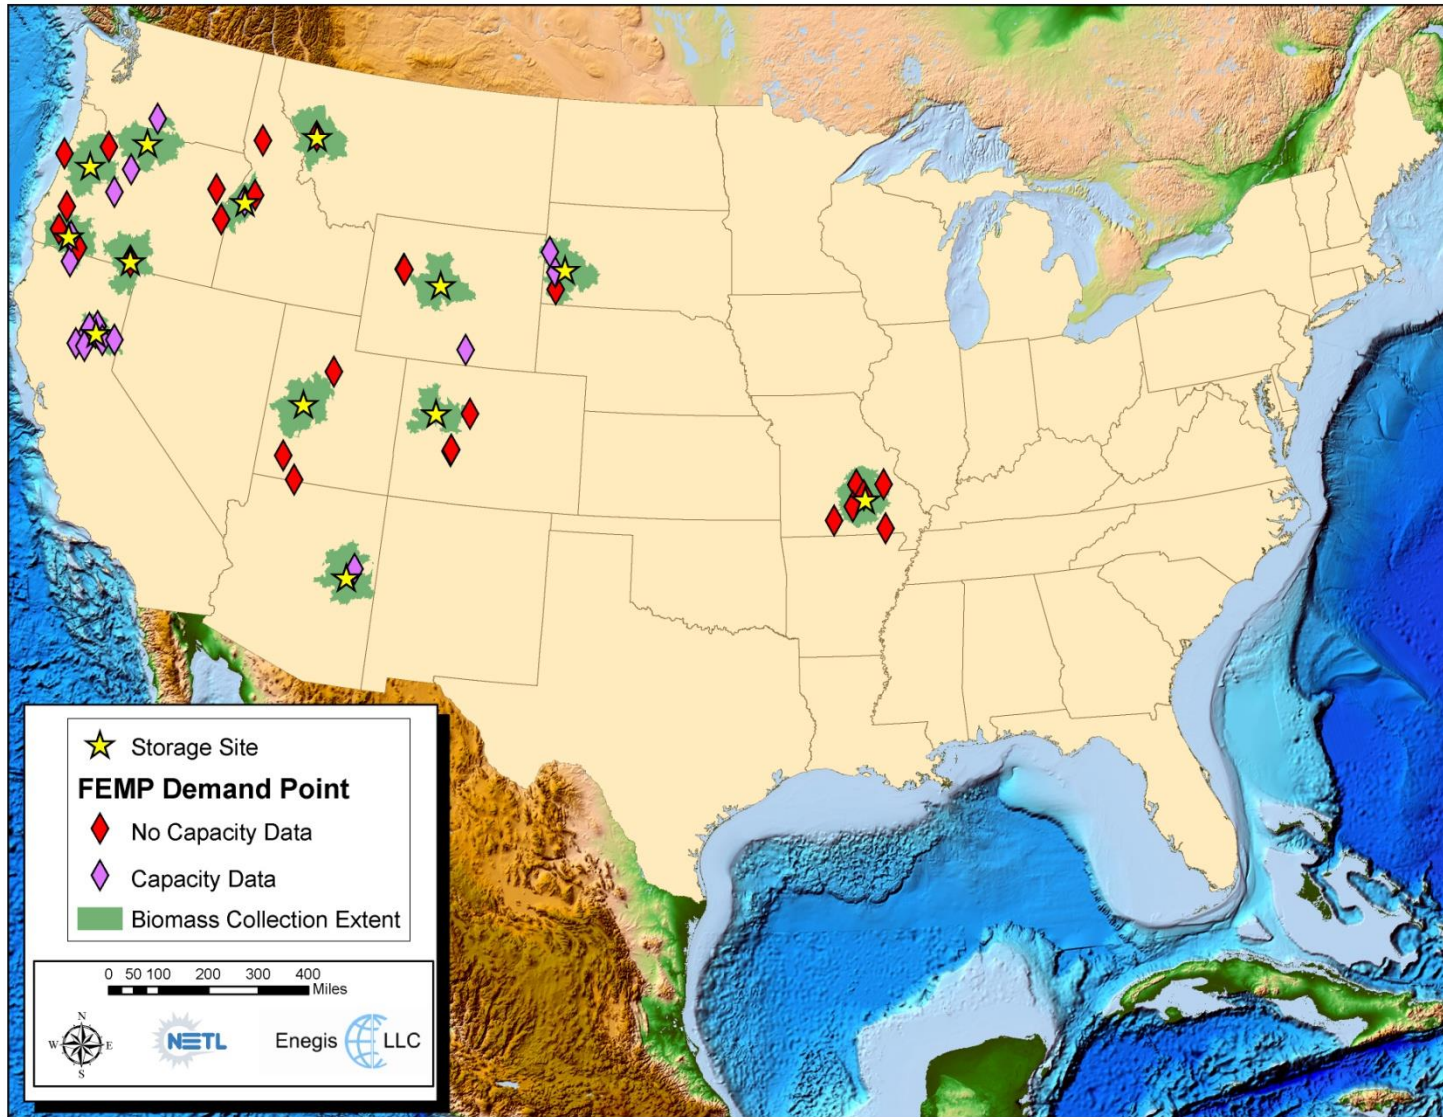 Storage Site
FEMP Demand Point
No Capacity Data
Capacity Data
Biomass Collection Extent
0 50 100 200 300 400
Miles
N
W E
S
NETL
Enegis LLC